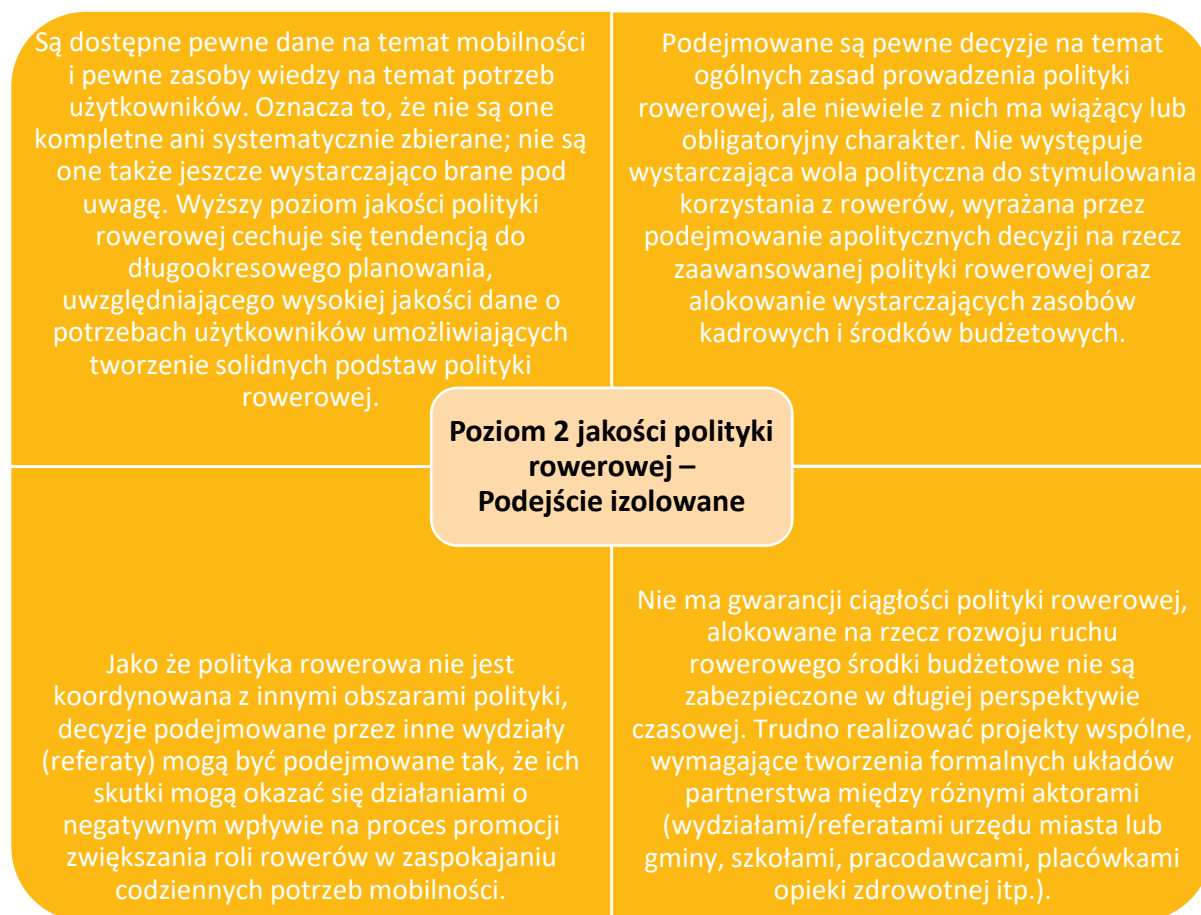 Są dostępne pewne dane na temat mobilności
i pewne zasoby wiedzy na temat potrzeb
użytkowników. Oznacza to, że nie są one
kompletne ani systematycznie zbierane; nie są
one także jeszcze wystarczająco brane pod
uwagę. Wyższy poziom jakości polityki
rowerowej cechuje się tendencją do
długookresowego planowania,
uwzględniającego wysokiej jakości dane o
potrzebach użytkowników umożliwiających
tworzenie solidnych podstaw polityki
rowerowej.
Podejmowane są pewne decyzje na temat
ogólnych zasad prowadzenia polityki
rowerowej, ale niewiele z nich ma wiążący lub
obligatoryjny charakter. Nie występuje
wystarczająca wola polityczna do stymulowania
korzystania z rowerów, wyrażana przez
podejmowanie apolitycznych decyzji na rzecz
zaawansowanej polityki rowerowej oraz
alokowanie wystarczających zasobów
kadrowych i środków budżetowych.
Poziom 2 jakości polityki
rowerowej –
Podejście izolowane
Jako że polityka rowerowa nie jest
koordynowana z innymi obszarami polityki,
decyzje podejmowane przez inne wydziały
(referaty) mogą być podejmowane tak, że ich
skutki mogą okazać się działaniami o
negatywnym wpływie na proces promocji
zwiększania roli rowerów w zaspokajaniu
codziennych potrzeb mobilności.
Nie ma gwarancji ciągłości polityki rowerowej,
alokowane na rzecz rozwoju ruchu
rowerowego środki budżetowe nie są
zabezpieczone w długiej perspektywie
czasowej. Trudno realizować projekty wspólne,
wymagające tworzenia formalnych układów
partnerstwa między różnymi aktorami
(wydziałami/referatami urzędu miasta lub
gminy, szkołami, pracodawcami, placówkami
opieki zdrowotnej itp.).